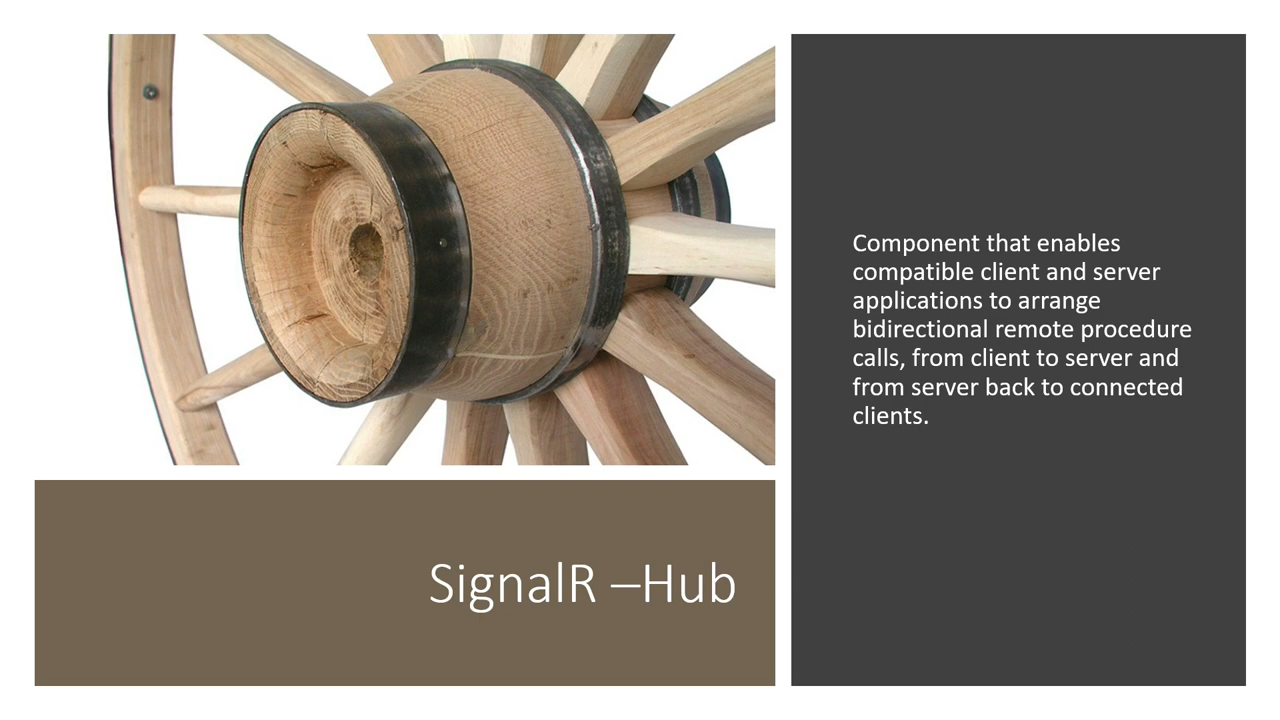 SignalR –Hub
Component that enables
compatible client and server
applications to arrange
bidirectional remote procedure
calls, from client to server and
from server back to connected
clients.